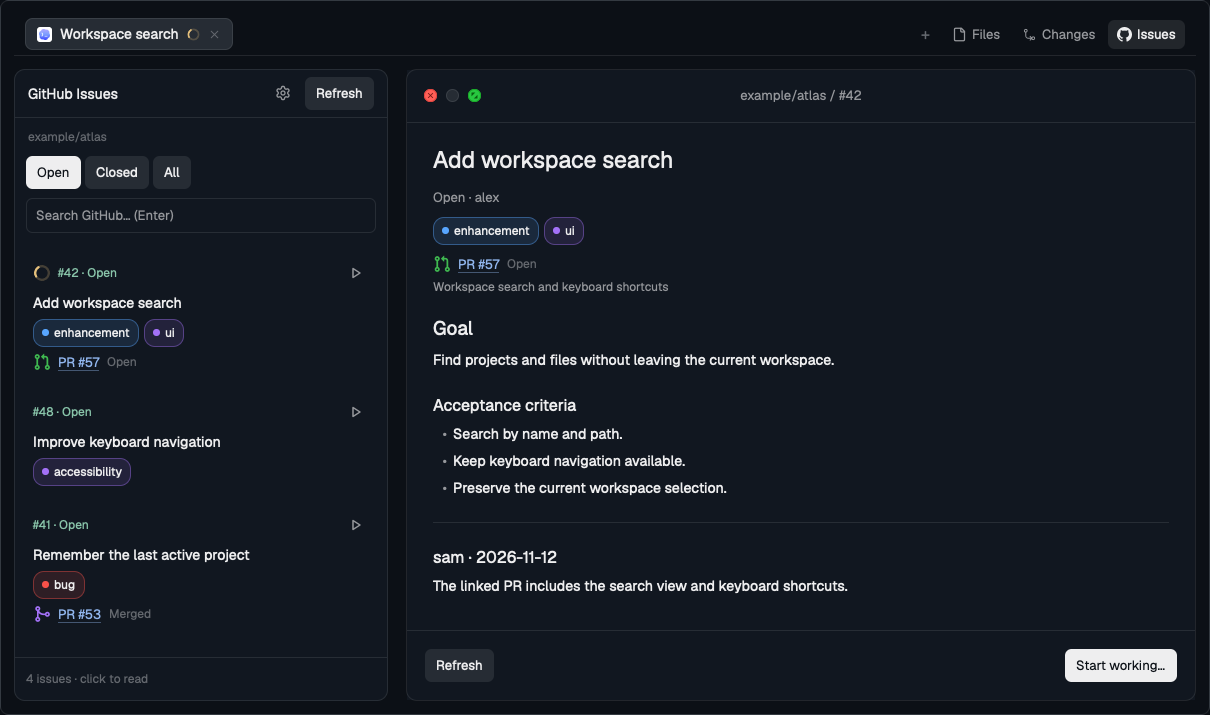 Workspace search
Files
Changes
Issues
GitHub Issues
Refresh
example/atlas
Open
Closed
All
Search GitHub... (Enter)
#42 · Open
Add workspace search
enhancement
ui
PR #57 Open
#48 · Open
Improve keyboard navigation
accessibility
#41 · Open
Remember the last active project
bug
PR #53 Merged
4 issues · click to read
example/atlas / #42
Add workspace search
Open · alex
enhancement
ui
PR #57 Open
Workspace search and keyboard shortcuts
Goal
Find projects and files without leaving the current workspace.
Acceptance criteria
• Search by name and path.
• Keep keyboard navigation available.
• Preserve the current workspace selection.
sam · 2026-11-12
The linked PR includes the search view and keyboard shortcuts.
Refresh
Start working...